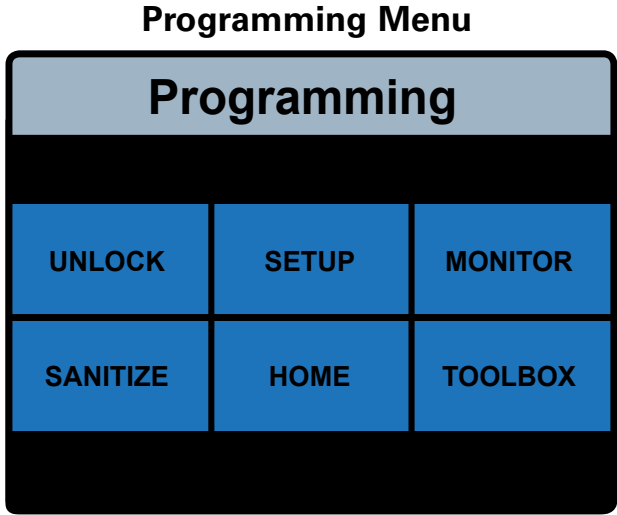 Programming Menu
Programming
UNLOCK SETUP MONITOR
SANITIZE HOME TOOLBOX